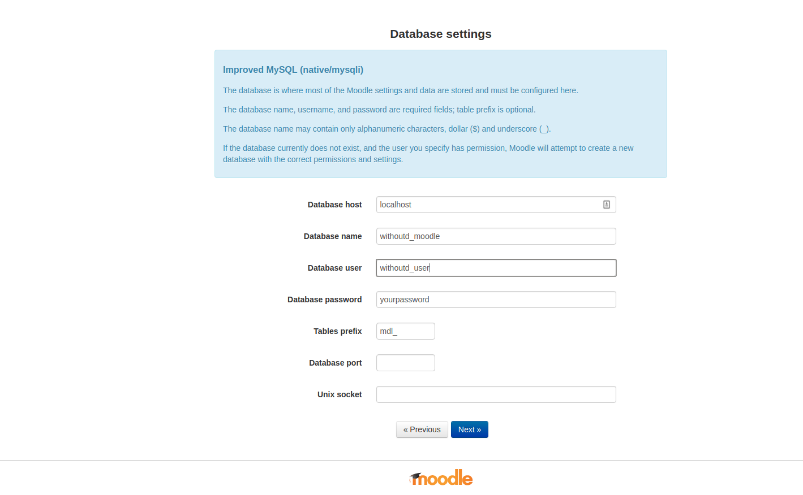 Database settings
Improved MySQL (native/mysqli)
The database is where most of the Moodle settings and data are stored and must be configured here.
The database name, username, and password are required fields; table prefix is optional.
The database name may contain only alphanumeric characters, dollar ($) and underscore (_).
If the database currently does not exist, and the user you specify has permission, Moodle will attempt to create a new
database with the correct permissions and settings.
Database host localhost
Database name withoutd_moodle
Database user withoutd_user
Database password yourpassword
Tables prefix mdl_
Database port
Unix socket
« Previous Next »
moodle